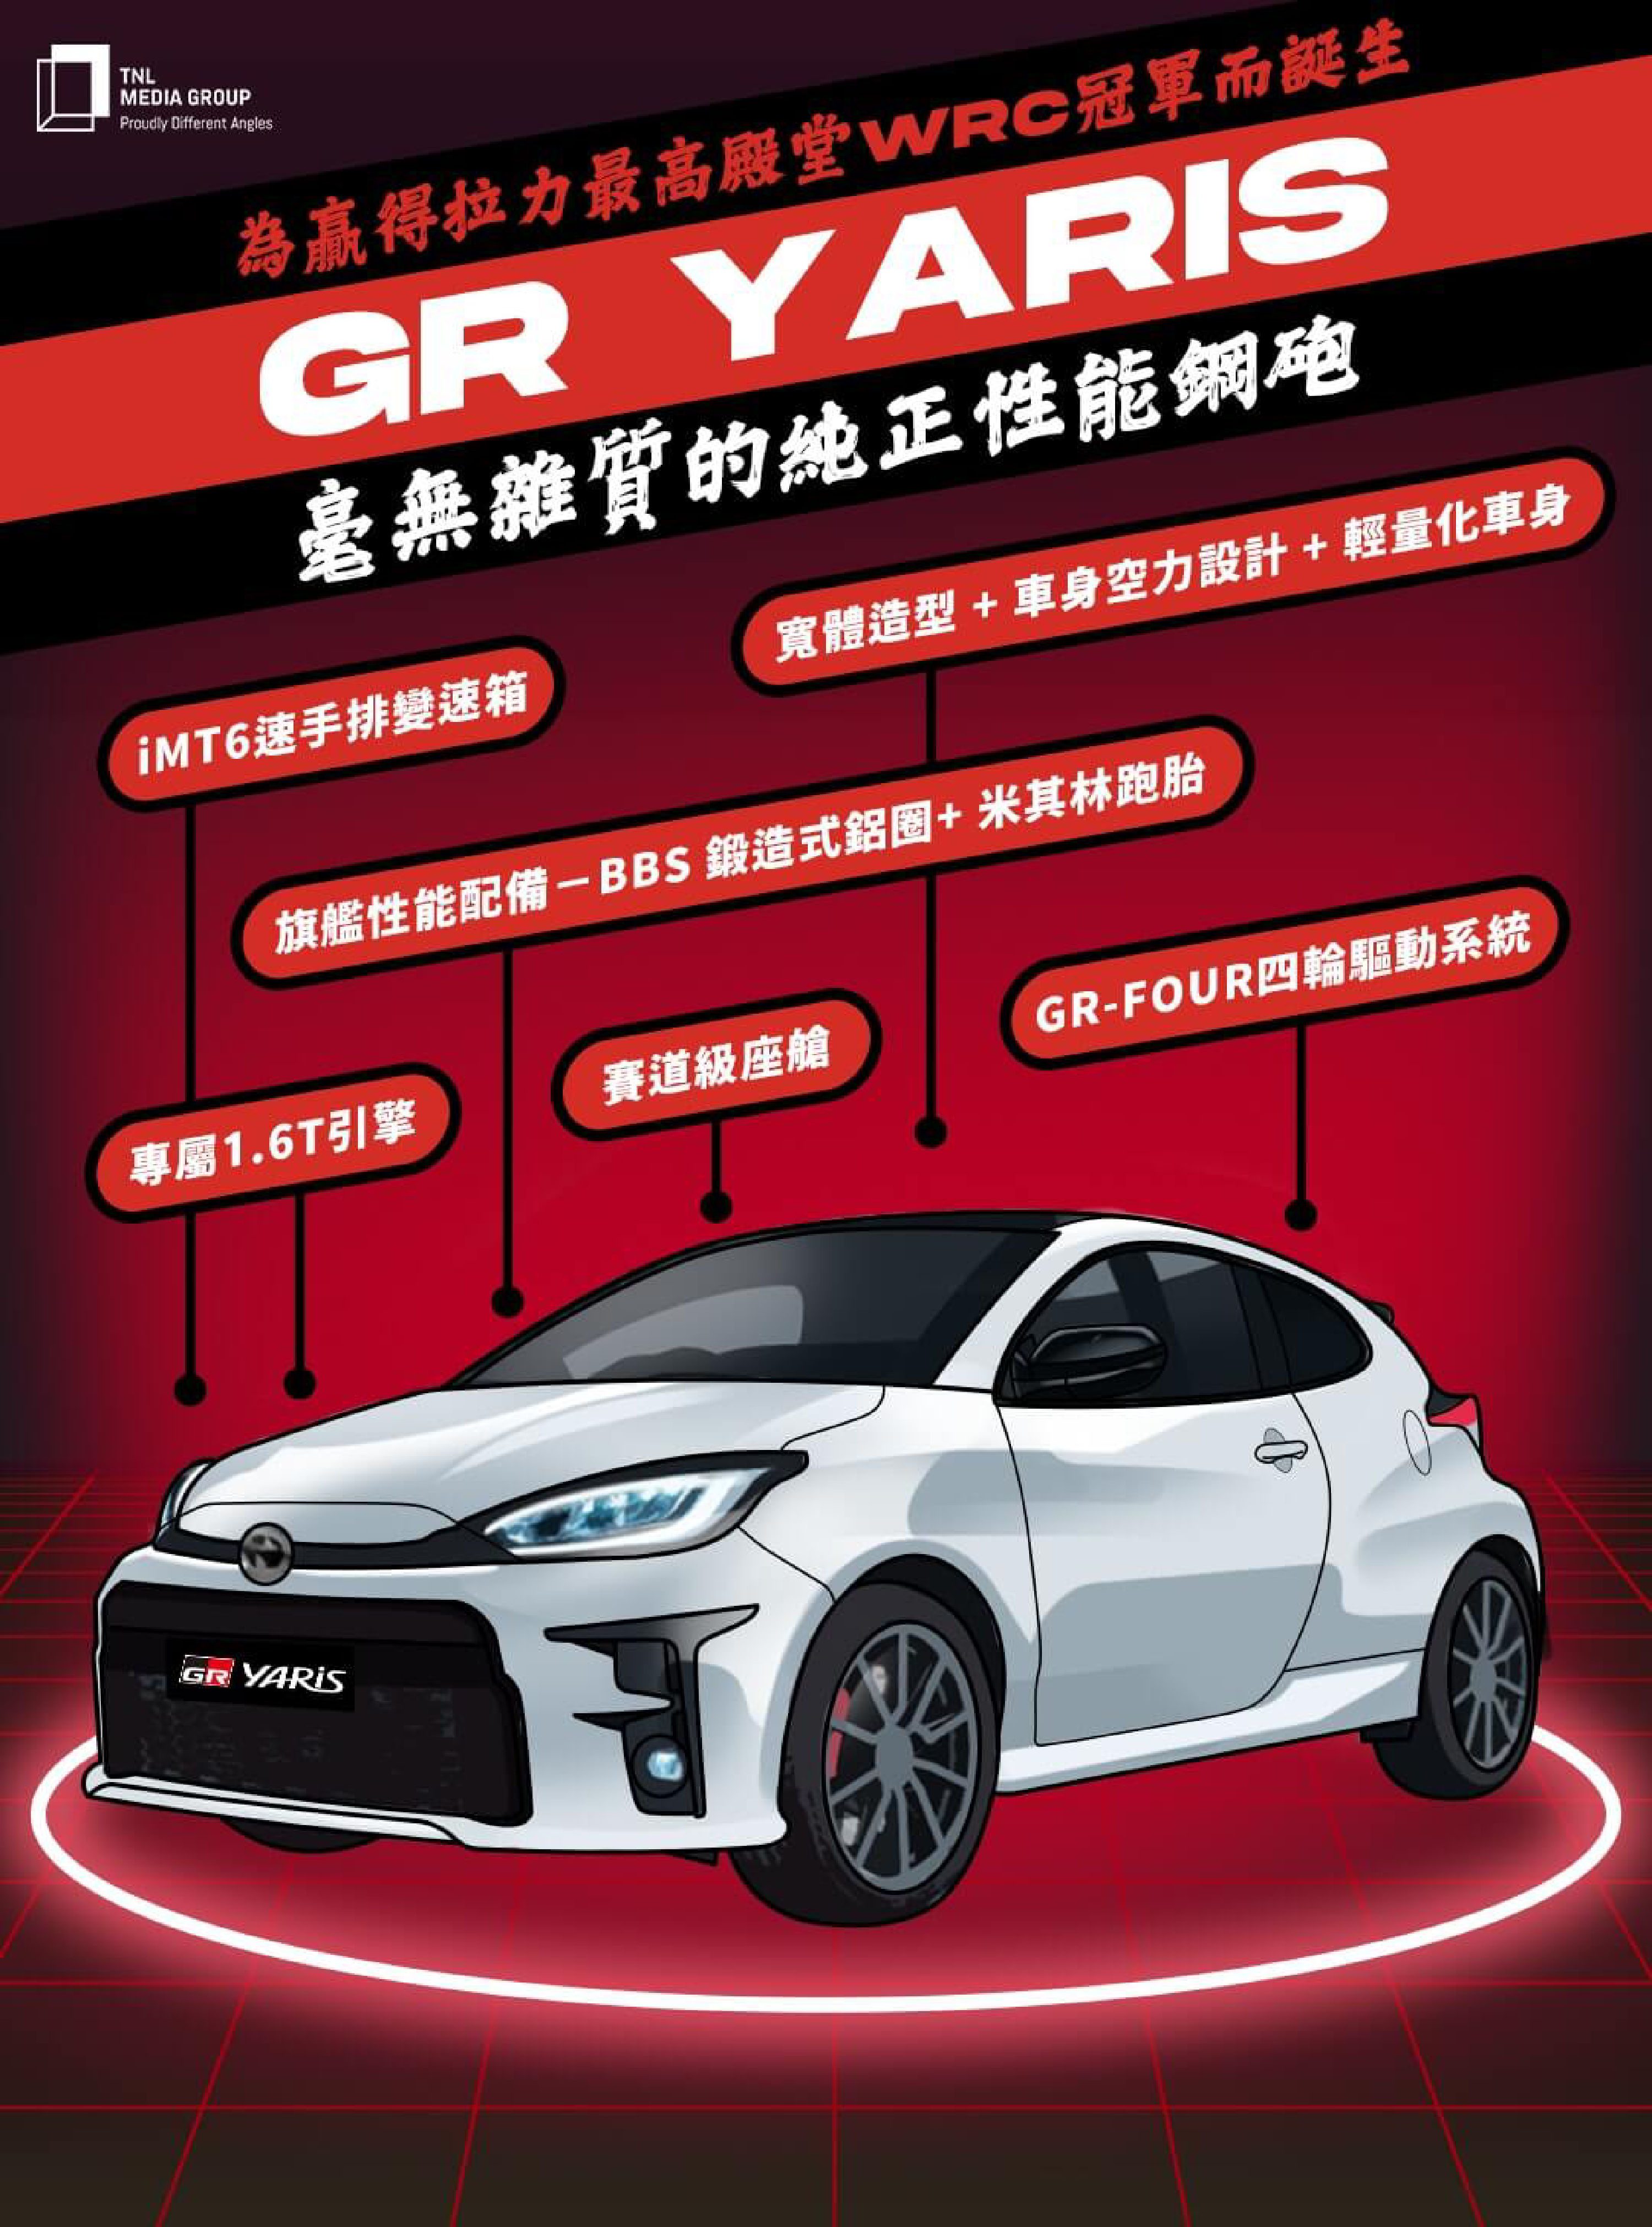 TNL
MEDIA GROUP
Proudly Different Angles
為贏得拉力最高殿堂WRC冠軍而誕生
GR YARIS
毫無雜質的純正性能鋼砲
寬體造型 + 車身空力設計 + 輕量化車身
iMT6速手排變速箱
旗艦性能配備－BBS 鍛造式鋁圈+ 米其林跑胎
GR-FOUR四輪驅動系統
賽道級座艙
專屬1.6T引擎
GR YARiS